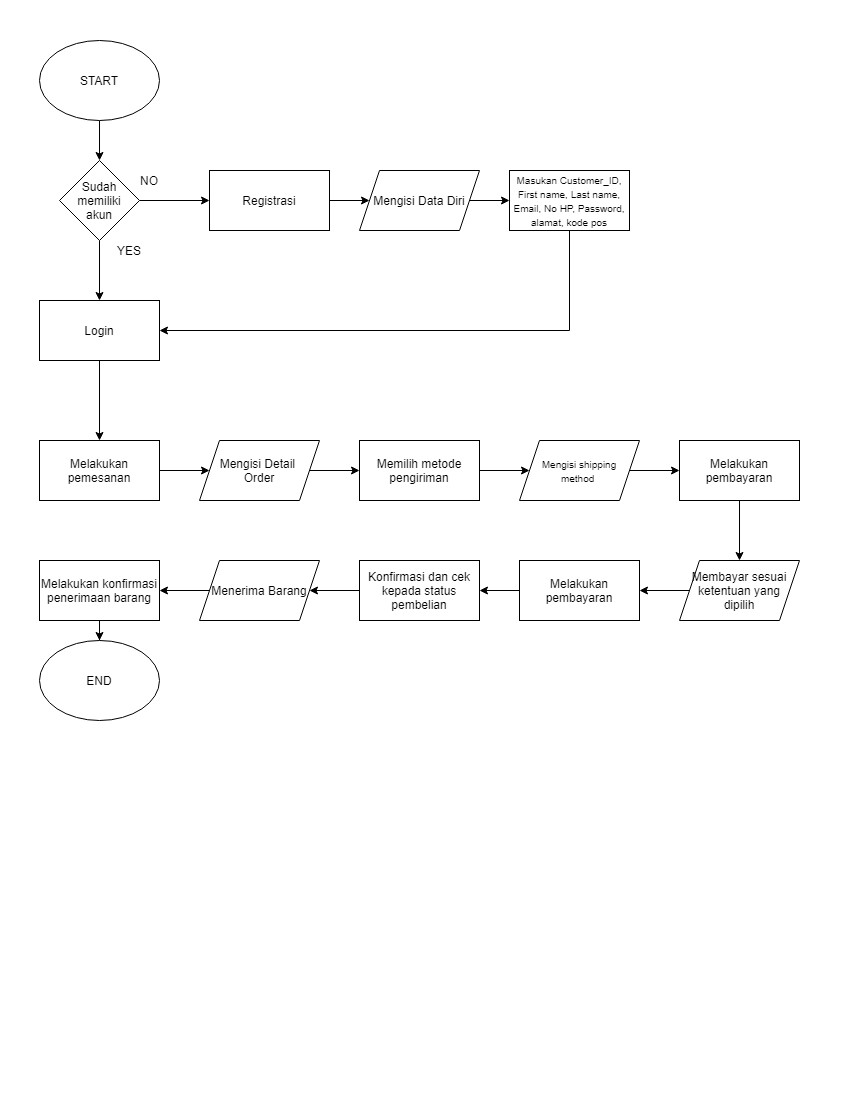 START
Sudah
memiliki
akun
NO
Registrasi
Mengisi Data Diri
Masukan Customer_ID,
First name, Last name,
Email, No HP, Password,
alamat, kode pos
YES
Login
Melakukan
pemesanan
Mengisi Detail
Order
Memilih metode
pengiriman
Mengisi shipping
method
Melakukan
pembayaran
Membayar sesuai
ketentuan yang
dipilih
Melakukan
pembayaran
Konfirmasi dan cek
kepada status
pembelian
Menerima Barang
Melakukan konfirmasi
penerimaan barang
END